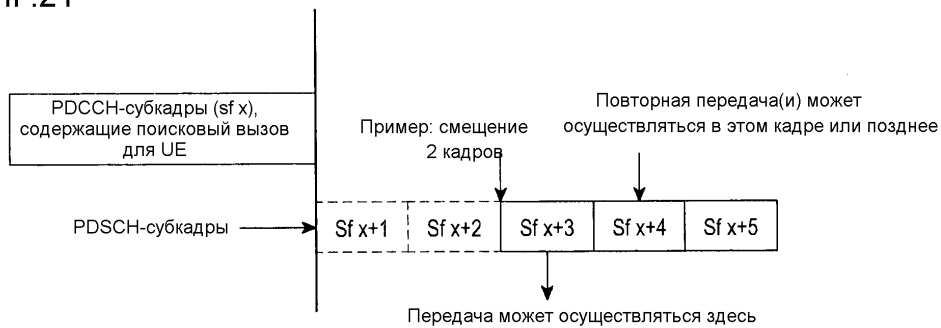 PDCCH-субкадры (sf x),
содержащие поисковый вызов
для UE
Пример: смещение
2 кадров
Повторная передача(и) может
осуществляться в этом кадре или позднее
PDSCH-субкадры
Sf x+1
Sf x+2
Sf x+3
Sf x+4
Sf x+5
Передача может осуществляться здесь